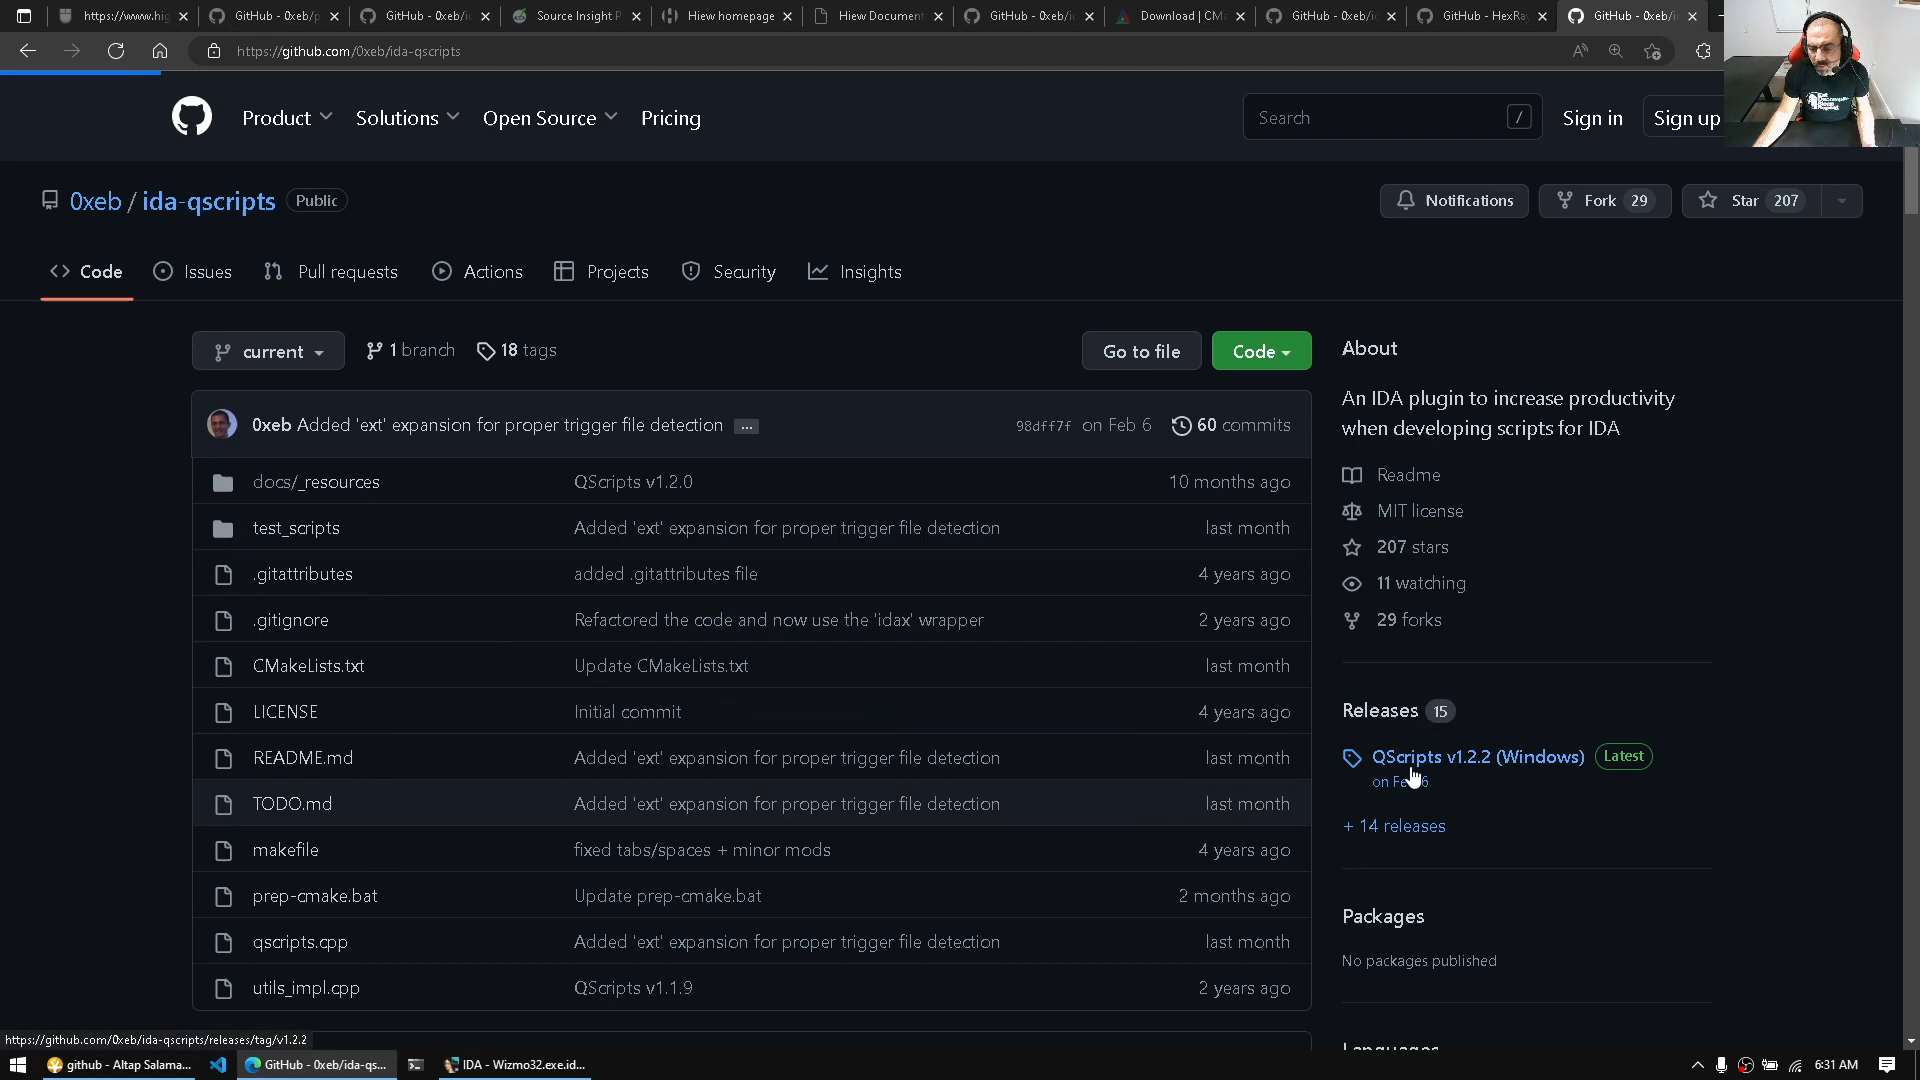 https://www.hig
GitHub - 0xeb/p
GitHub - 0xeb/i
Source Insight P
Hiew homepage
Hiew Document
GitHub - 0xeb/i
Download | CMa
GitHub - 0xeb/i
GitHub - HexRay
GitHub - 0xeb/i
https://github.com/0xeb/ida-qscripts
Product
Solutions
Open Source
Pricing
Search /
Sign in
Sign up
0xeb / ida-qscripts Public
Notifications
Fork 29
Star 207
Code
Issues
Pull requests
Actions
Projects
Security
Insights
current
1 branch
18 tags
Go to file
Code
0xeb Added 'ext' expansion for proper trigger file detection ...
98dff7f on Feb 6
60 commits
docs/_resources QScripts v1.2.0 10 months ago
test_scripts Added 'ext' expansion for proper trigger file detection last month
.gitattributes added .gitattributes file 4 years ago
.gitignore Refactored the code and now use the 'idax' wrapper 2 years ago
CMakeLists.txt Update CMakeLists.txt last month
LICENSE Initial commit 4 years ago
README.md Added 'ext' expansion for proper trigger file detection last month
TODO.md Added 'ext' expansion for proper trigger file detection last month
makefile fixed tabs/spaces + minor mods 4 years ago
prep-cmake.bat Update prep-cmake.bat 2 months ago
qscripts.cpp Added 'ext' expansion for proper trigger file detection last month
utils_impl.cpp QScripts v1.1.9 2 years ago
About
An IDA plugin to increase productivity
when developing scripts for IDA
Readme
MIT license
207 stars
11 watching
29 forks
Releases 15
QScripts v1.2.2 (Windows) Latest
on Feb 6
+ 14 releases
Packages
No packages published
Languages
https://github.com/0xeb/ida-qscripts/releases/tag/v1.2.2
github - Altap Salama...
GitHub - 0xeb/ida-qs...
IDA - Wizmo32.exe.id...
6:31 AM